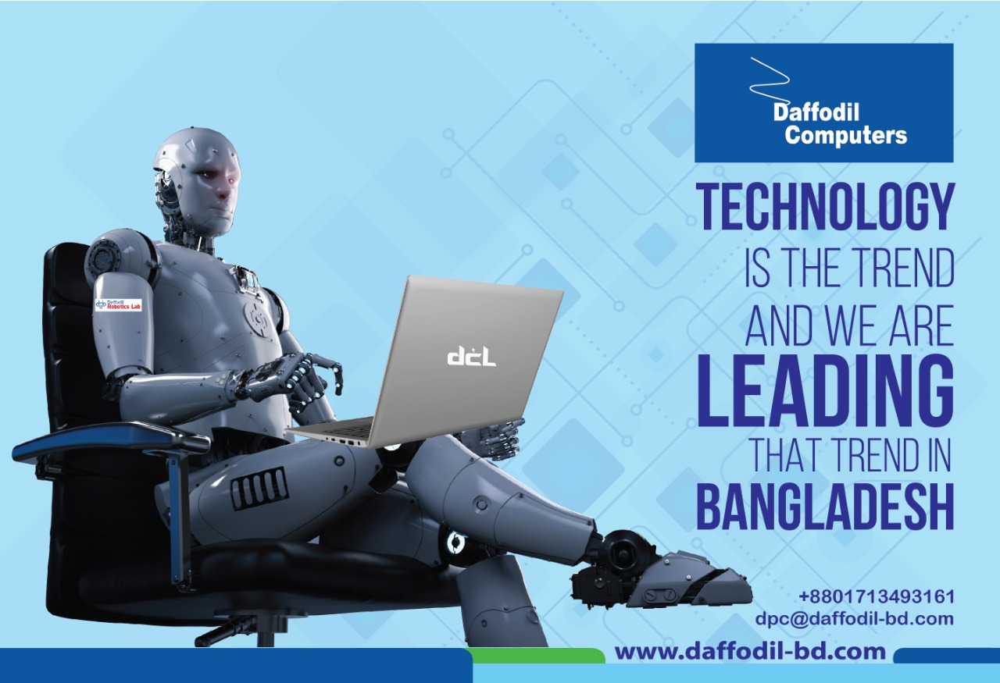 Daffodil
Computers
TECHNOLOGY
IS THE TREND
AND WE ARE
LEADING
THAT TREND IN
BANGLADESH
Daffodil
Robotics Lab
dcL
+8801713493161
dpc@daffodil-bd.com
www.daffodil-bd.com